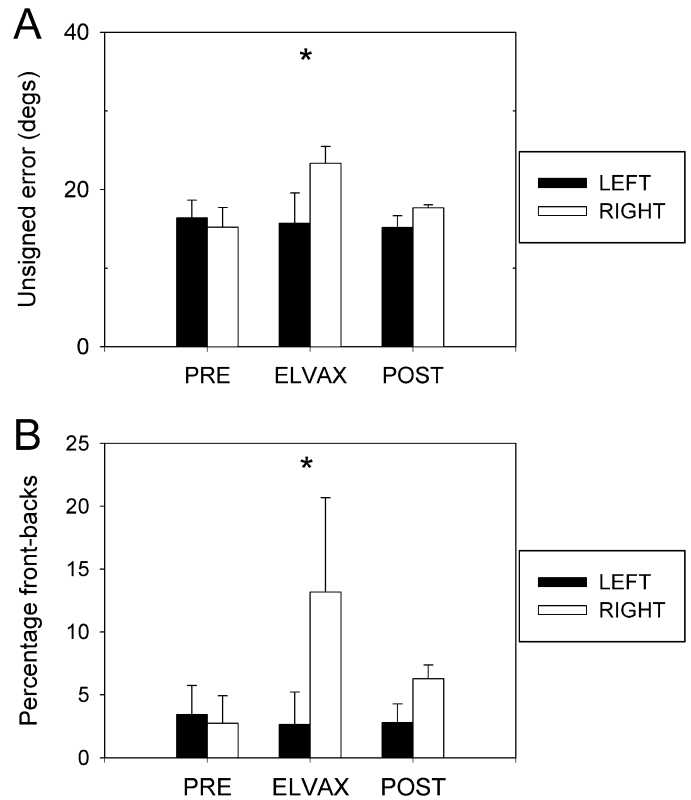 A
Unsigned error (degs)
40
20
0
*
PRE ELVAX POST
LEFT
RIGHT
B
Percentage front-backs
25
20
15
10
5
0
*
PRE ELVAX POST
LEFT
RIGHT